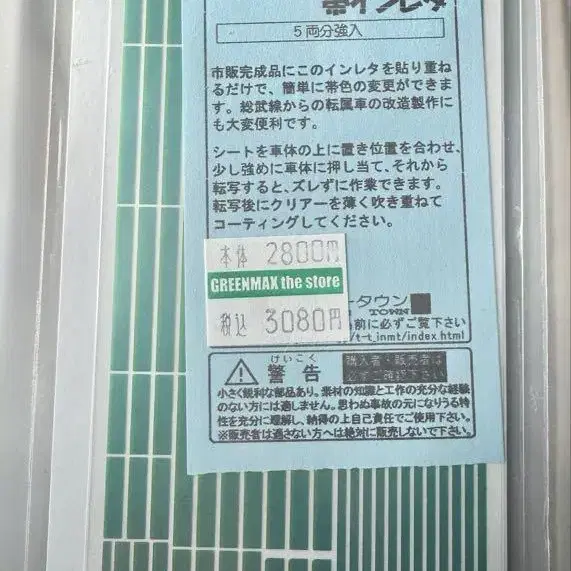 帯インレタ
5両分強入
市販完成品にこのインレタを貼り重ね
るだけで、簡単に帯色の変更ができま
す。総武線からの転属車の改造製作に
も大変便利です。
シートを車体の上に置き位置を合わせ、
少し強めに車体に押し当て、それから
転写すると、ズレずに作業できます。
転写後にクリアーを薄く吹き重ねて
コーティングしてください。
本体 2800円
GREENMAX the store
税込 3080円
ータウン
TOWN
前に必ずご覧下さい
/t-t_inmt/index.html
けいこく
警告
購入者・販売者は
必ずご確認下さい
小さく鋭利な部品あり。素材の知識と工作の充分な経験
のない方には適しません。思わぬ事故の元になりうる特
性を充分に理解し、納得の上自己責任でご使用下さい。
※販売者は適さない方へは絶対に販売しないで下さい。